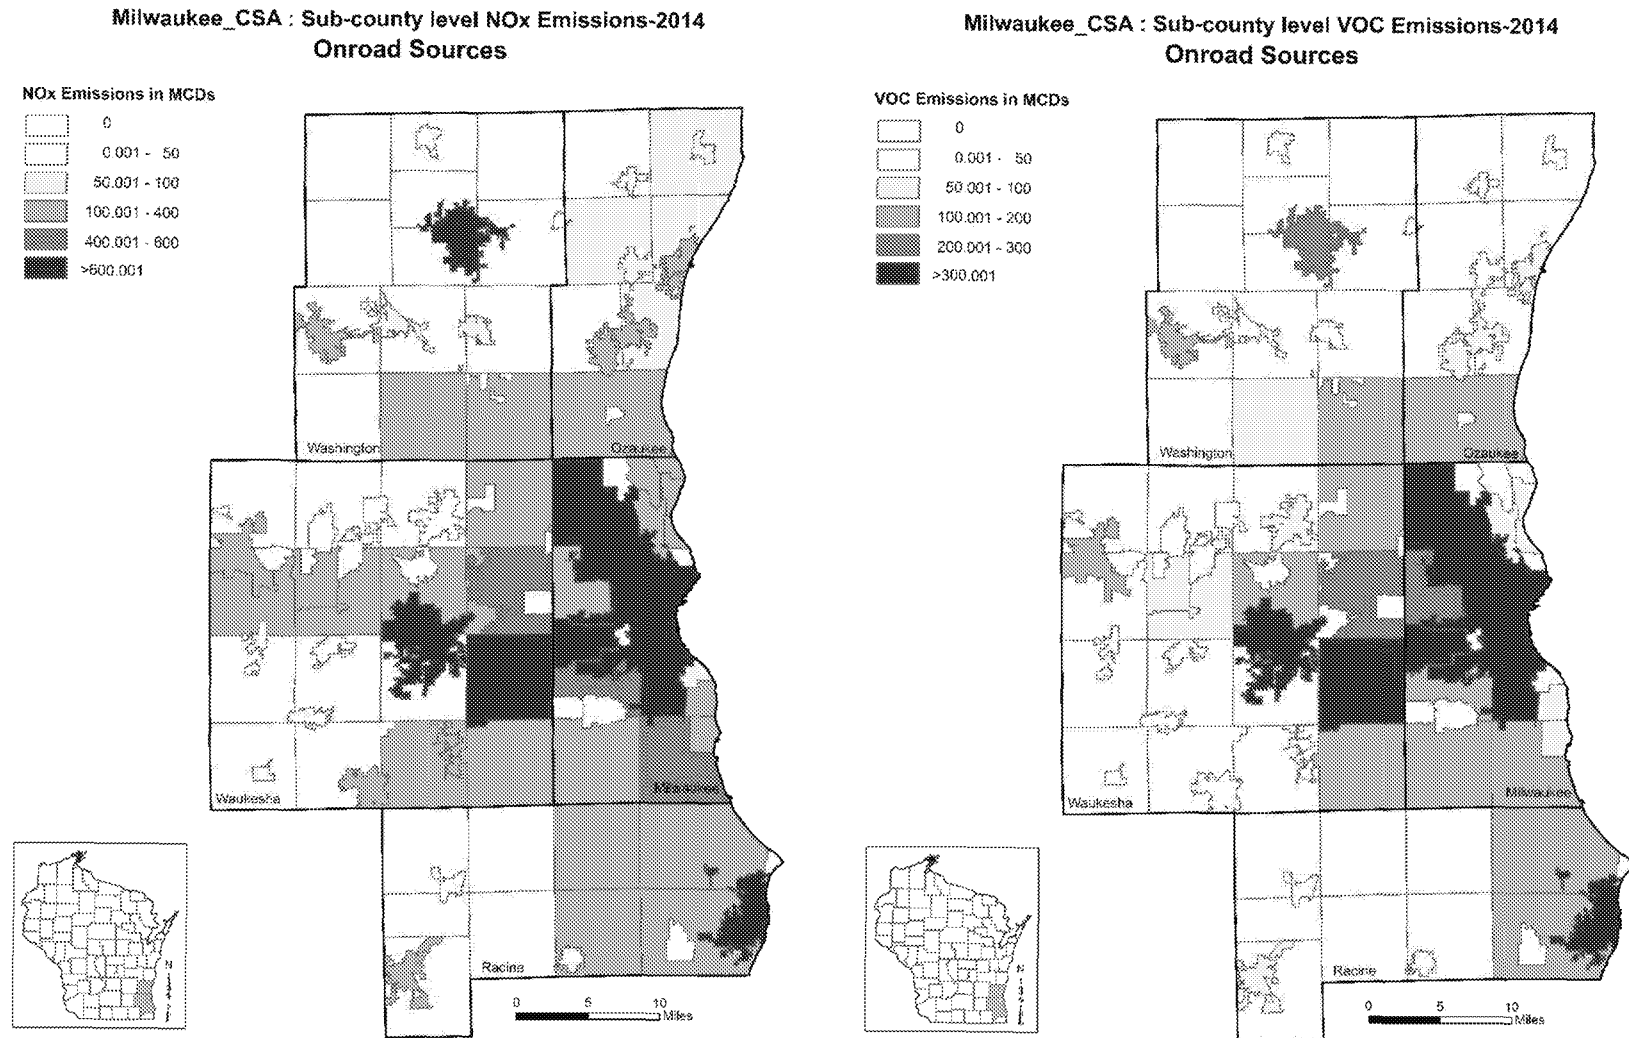 Milwaukee_CSA : Sub-county level NOx Emissions-2014
Onroad Sources
NOx Emissions in MCDs
0
0.001 - 50
50.001 - 100
100.001 - 400
400.001 - 600
>600.001
Washington
Ozaukee
Waukesha
Milwaukee
Racine
N
0 5 10
Miles
Milwaukee_CSA : Sub-county level VOC Emissions-2014
Onroad Sources
VOC Emissions in MCDs
0
0.001 - 50
50.001 - 100
100.001 - 200
200.001 - 300
>300.001
Washington
Ozaukee
Waukesha
Milwaukee
Racine
N
0 5 10
Miles